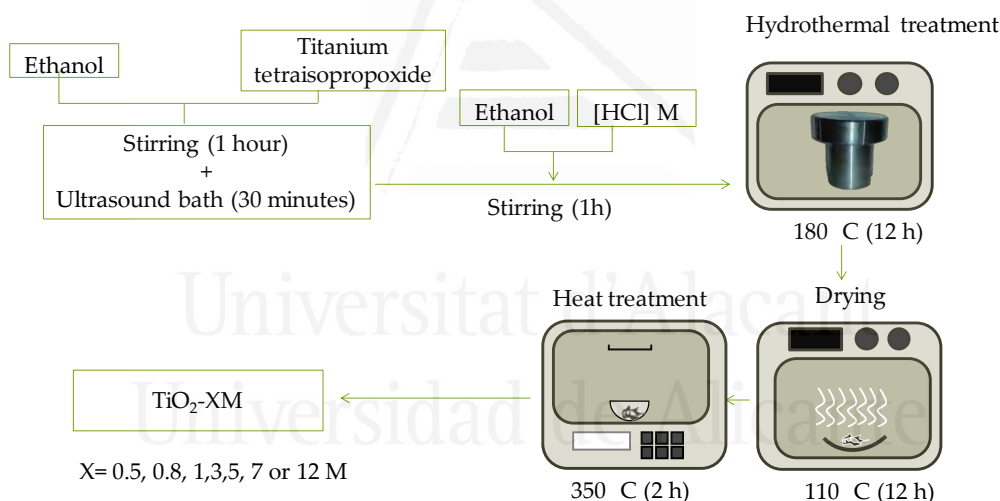 Hydrothermal treatment
Ethanol
Titanium
tetraisopropoxide
Ethanol
[HCl] M
Stirring (1 hour)
+
Ultrasound bath (30 minutes)
Stirring (1h)
180 C (12 h)
Universitat d'Alacant
Heat treatment
Drying
TiO₂-XM
Universidad de Alicante
X= 0.5, 0.8, 1,3,5, 7 or 12 M
350 C (2 h)
110 C (12 h)